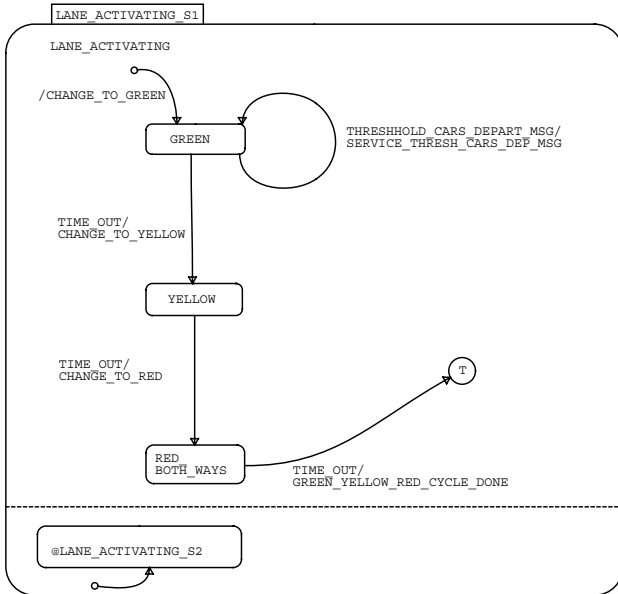 LANE_ACTIVATING_S1
LANE_ACTIVATING
/CHANGE_TO_GREEN
GREEN
THRESHHOLD_CARS_DEPART_MSG/
SERVICE_THRESH_CARS_DEP_MSG
TIME_OUT/
CHANGE_TO_YELLOW
YELLOW
TIME_OUT/
CHANGE_TO_RED
T
RED_
BOTH_WAYS
TIME_OUT/
GREEN_YELLOW_RED_CYCLE_DONE
@LANE_ACTIVATING_S2